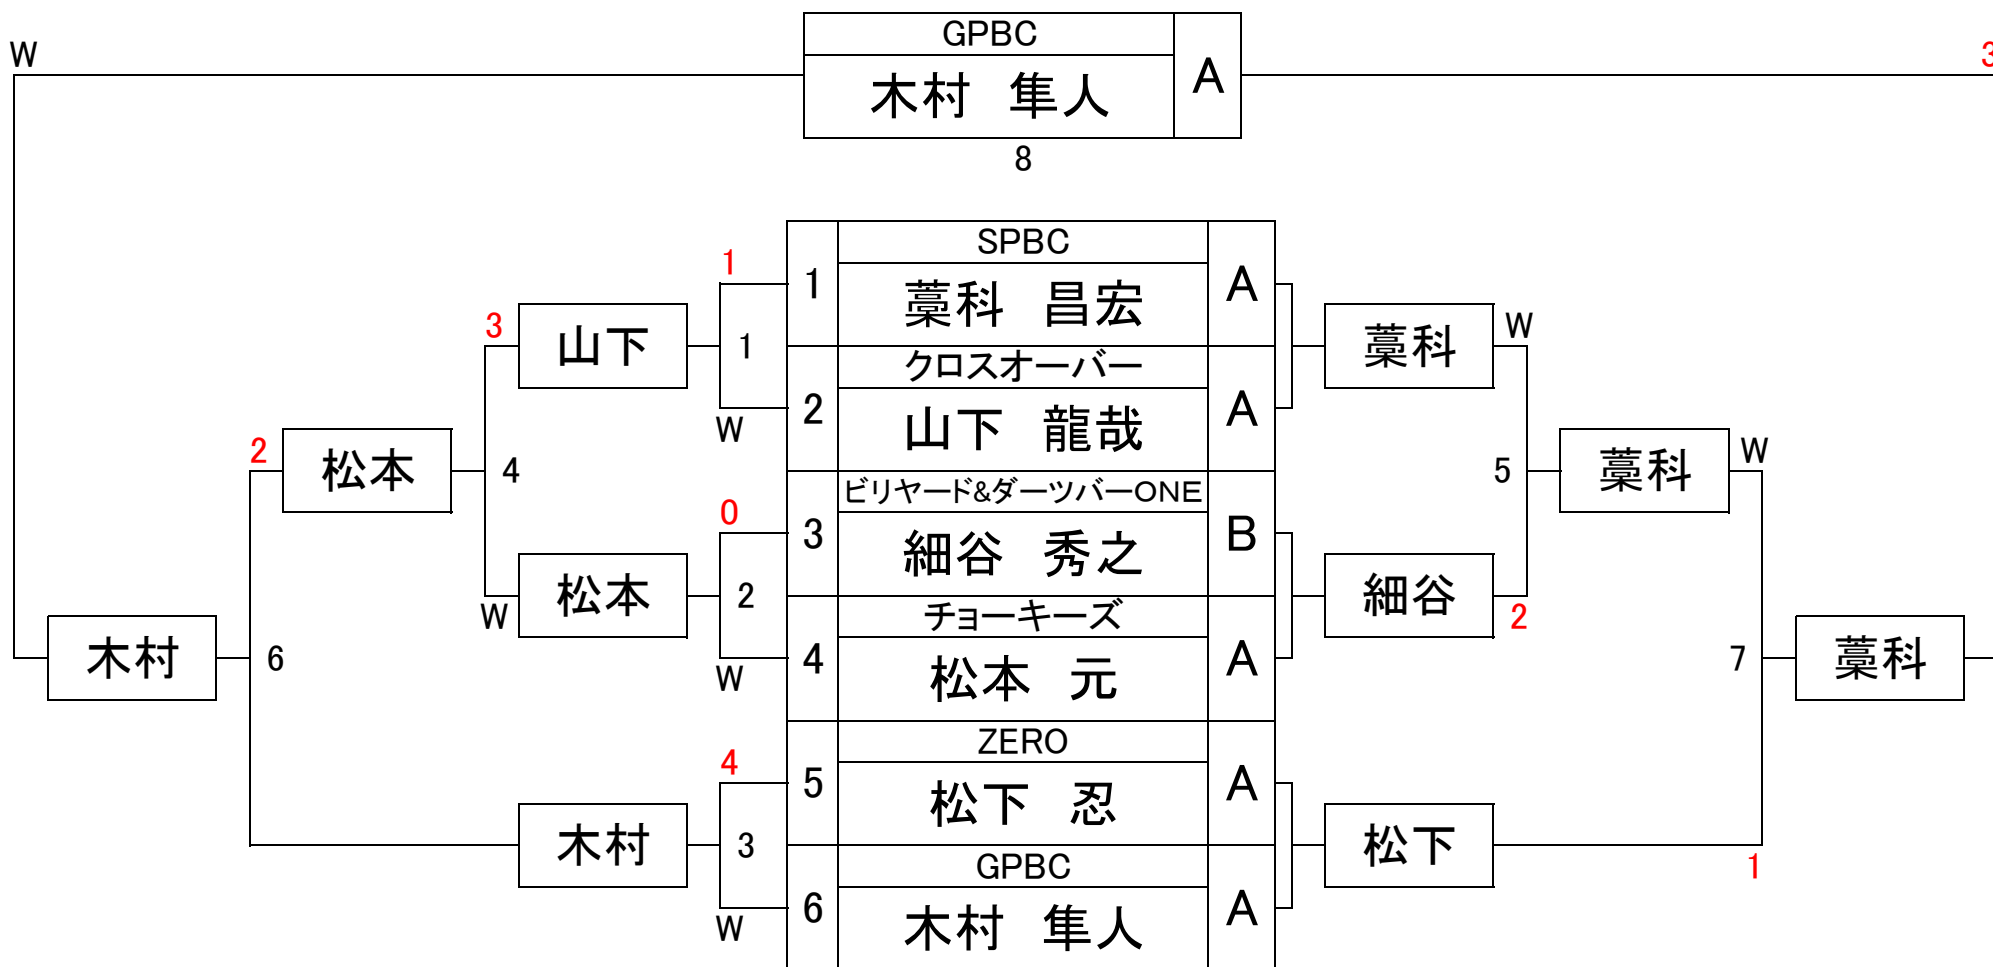 GPBC
W
3
木村 隼人
A
8
SPBC
1
1
藁科 昌宏
A
3
山下
1
藁科
W
クロスオーバー
2
山下 龍哉
A
W
2
松本
4
5
藁科
W
ビリヤード&ダーツバーONE
0
3
細谷 秀之
B
松本
2
細谷
W
2
チョーキーズ
4
松本 元
A
W
木村
6
7
藁科
ZERO
4
5
松下 忍
A
木村
3
松下
1
GPBC
6
木村 隼人
A
W